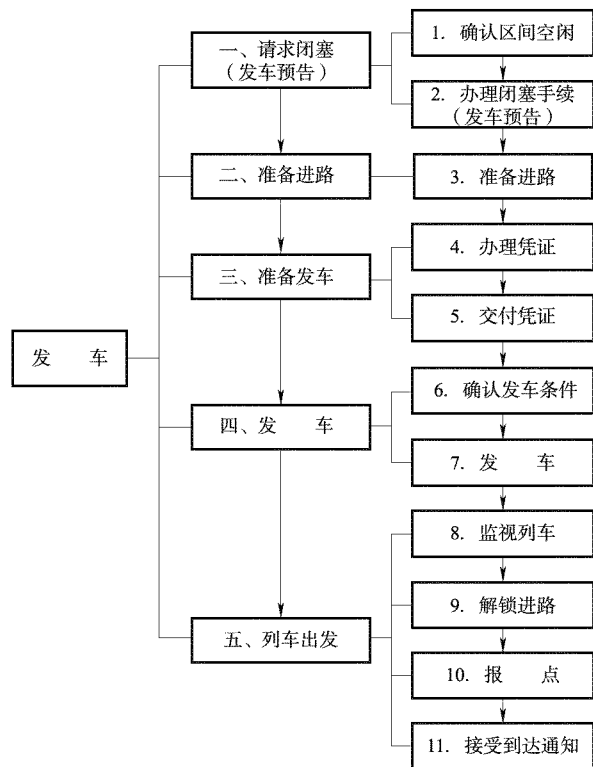 发 车
一、请求闭塞
（发车预告）
二、准备进路
三、准备发车
四、发 车
五、列车出发
1. 确认区间空闲
2. 办理闭塞手续
（发车预告）
3. 准备进路
4. 办理凭证
5. 交付凭证
6. 确认发车条件
7. 发 车
8. 监视列车
9. 解锁进路
10. 报 点
11. 接受到达通知